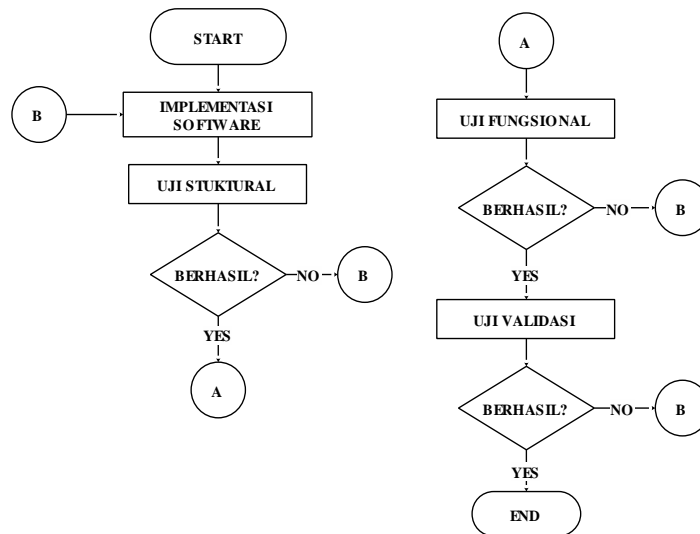 START
B
IMPLEMENTASI
SOFTWARE
UJI STUKTURAL
BERHASIL?
NO
B
YES
A
A
UJI FUNGSIONAL
BERHASIL?
NO
B
YES
UJI VALIDASI
BERHASIL?
NO
B
YES
END